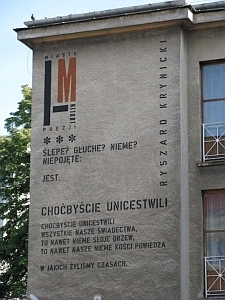 MIASTO
POEZJI
RYSZARD KRYNICKI
***
ŚLEPE? GŁUCHE? NIEME?
NIEPOJĘTE:
JEST.
CHOĆBYŚCIE UNICESTWILI
CHOĆBYŚCIE UNICESTWILI
WSZYSTKIE NASZE ŚWIADECTWA,
TO NAWET NIEME SŁOJE DRZEW,
TO NAWET NASZE NIEME KOŚCI POWIEDZĄ
W JAKICH ŻYLIŚMY CZASACH.